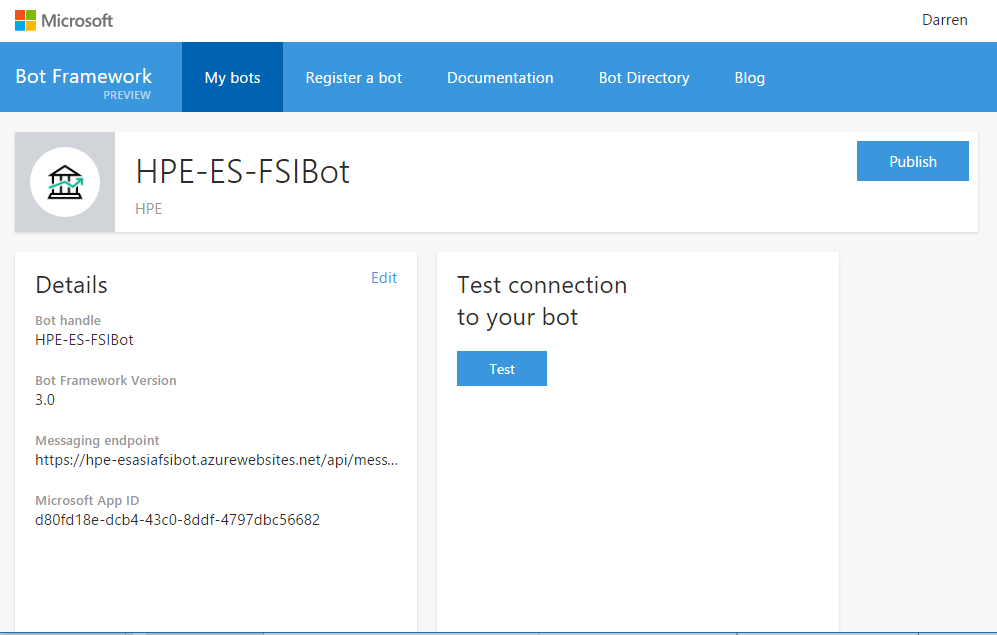 Microsoft
Darren
Bot Framework
PREVIEW
My bots
Register a bot
Documentation
Bot Directory
Blog
HPE-ES-FSIBot
HPE
Publish
Details
Edit
Bot handle
HPE-ES-FSIBot
Bot Framework Version
3.0
Messaging endpoint
https://hpe-esasiafsibot.azurewebsites.net/api/mess...
Microsoft App ID
d80fd18e-dcb4-43c0-8ddf-4797dbc56682
Test connection
to your bot
Test